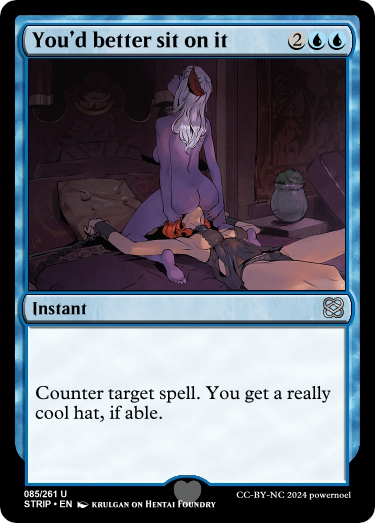 You'd better sit on it 2
Instant
Counter target spell. You get a really
cool hat, if able.
085/261 U
STRIP • EN KRULGAN ON HENTAI FOUNDRY
CC-BY-NC 2024 powernoel